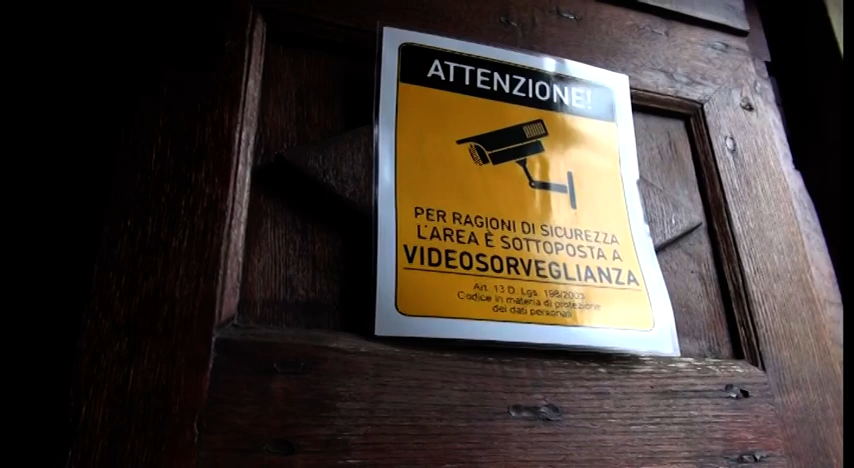 ATTENZIONE!
PER RAGIONI DI SICUREZZA
L'AREA È SOTTOPOSTA A
VIDEOSORVEGLIANZA
Art. 13 D. Lgs. 196/2003
Codice in materia di protezione
dei dati personali